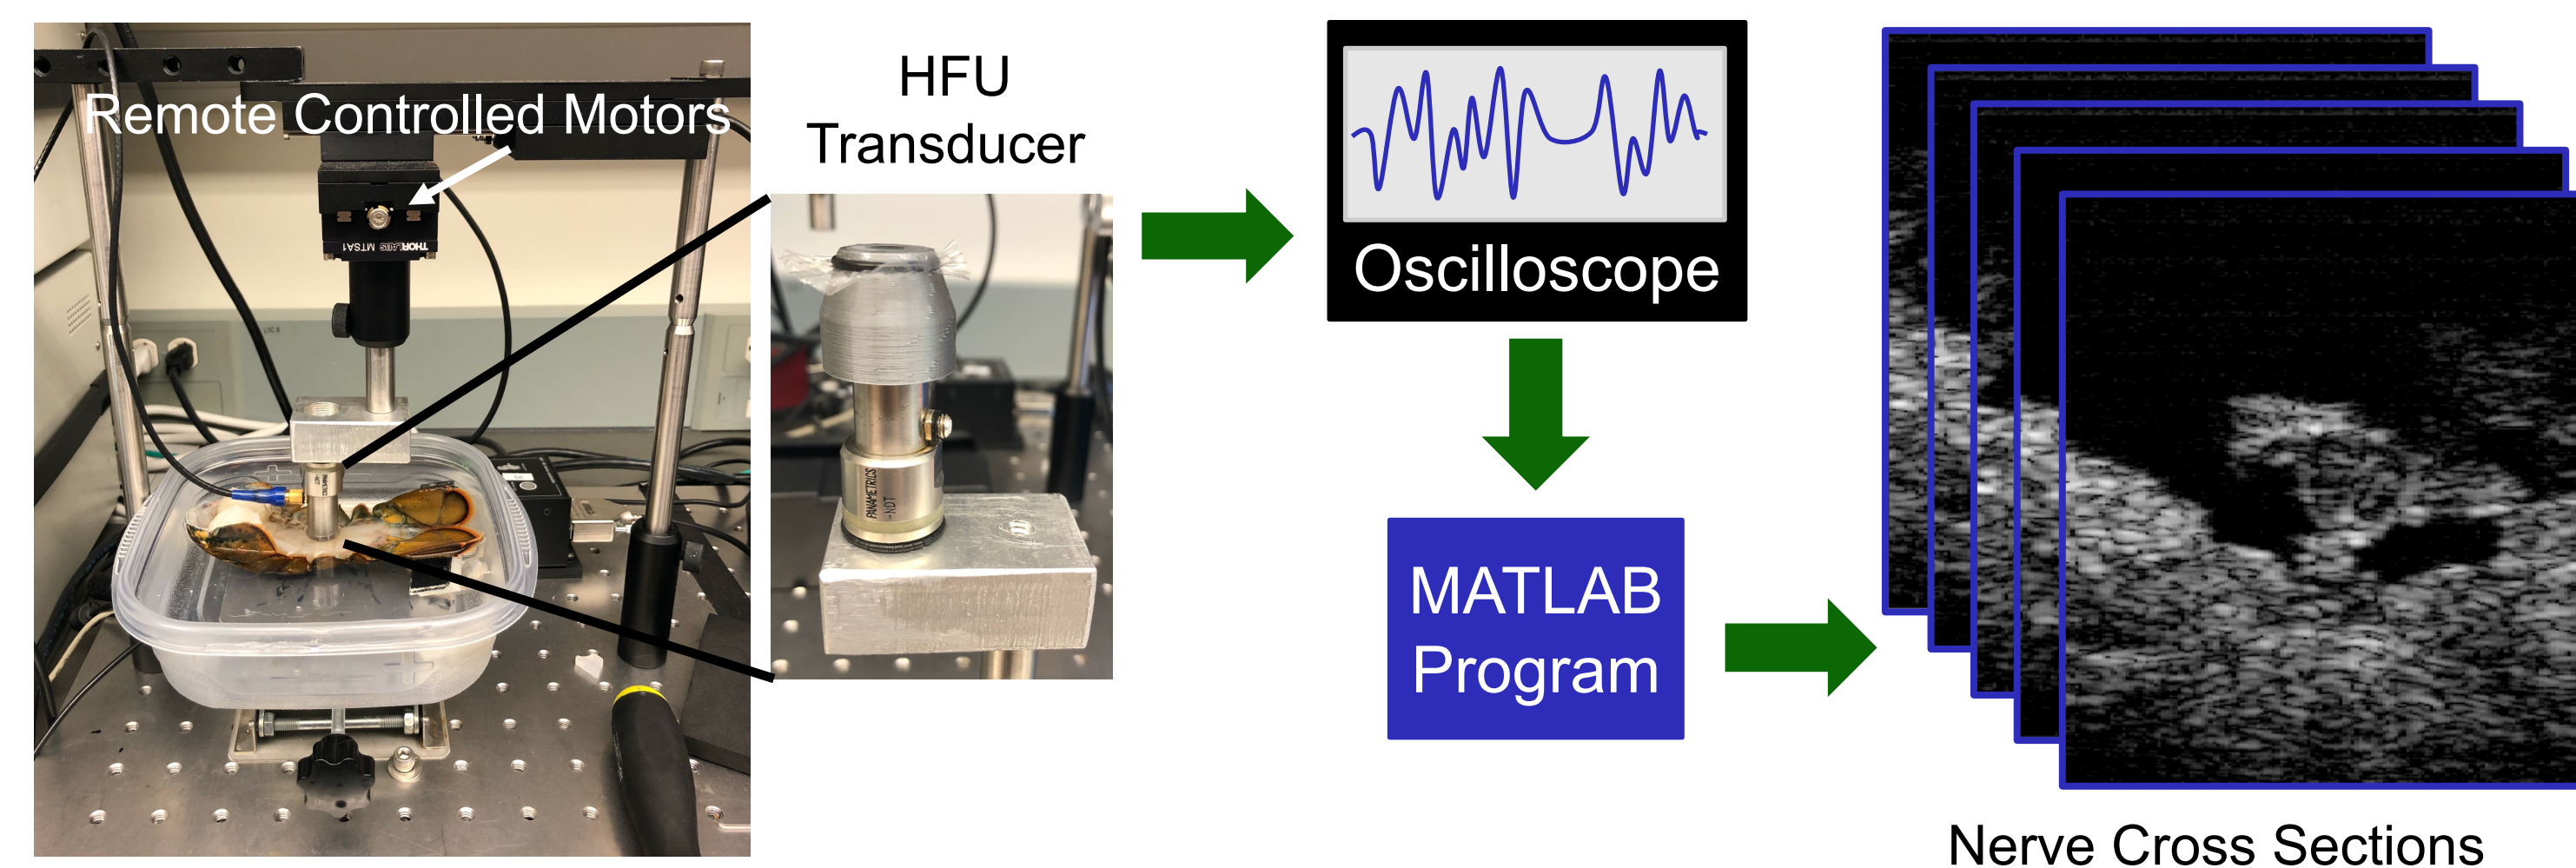 Remote Controlled Motors
THORLABS MTSA1
HFU
Transducer
PANAMETRICS
-NDT
Oscilloscope
MATLAB
Program
Nerve Cross Sections